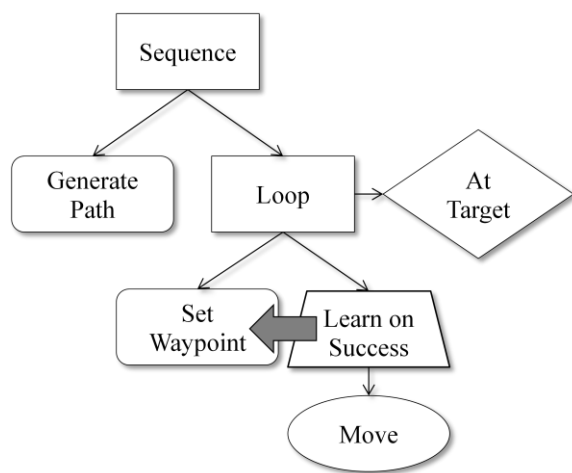 Sequence
Generate
Path
Loop
At
Target
Set
Waypoint
Learn on
Success
Move